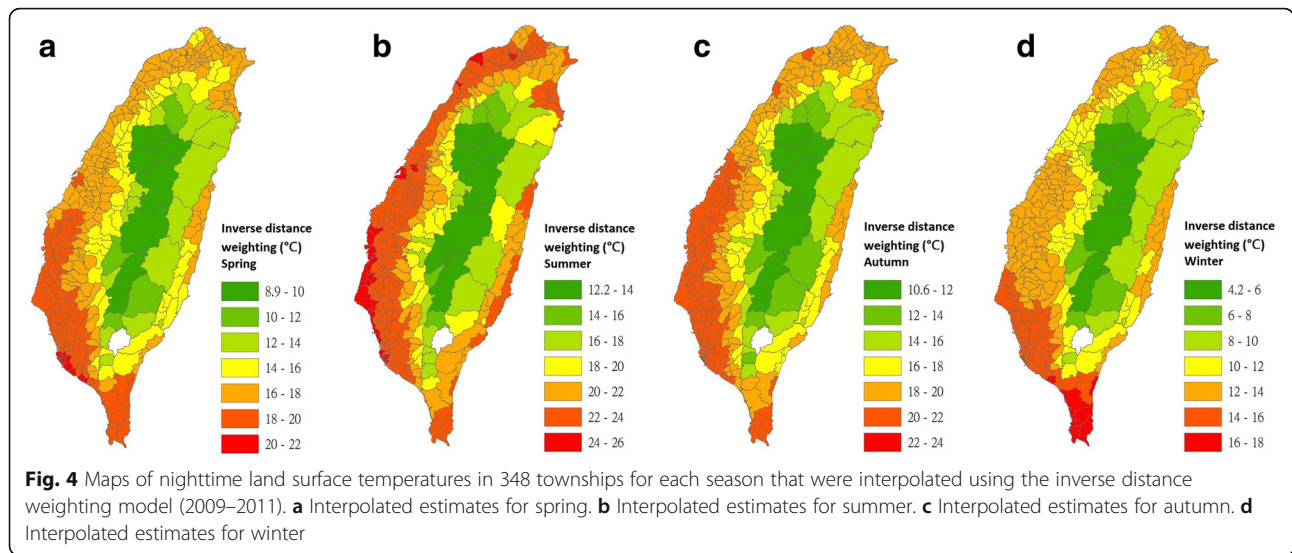 a
b
c
d
Inverse distance
weighting (°C)
Spring
8.9 - 10
10 - 12
12 - 14
14 - 16
16 - 18
18 - 20
20 - 22
Inverse distance
weighting (°C)
Summer
12.2 - 14
14 - 16
16 - 18
18 - 20
20 - 22
22 - 24
24 - 26
Inverse distance
weighting (°C)
Autumn
10.6 - 12
12 - 14
14 - 16
16 - 18
18 - 20
20 - 22
22 - 24
Inverse distance
weighting (°C)
Winter
4.2 - 6
6 - 8
8 - 10
10 - 12
12 - 14
14 - 16
16 - 18
Fig. 4 Maps of nighttime land surface temperatures in 348 townships for each season that were interpolated using the inverse distance
weighting model (2009–2011). a Interpolated estimates for spring. b Interpolated estimates for summer. c Interpolated estimates for autumn. d
Interpolated estimates for winter